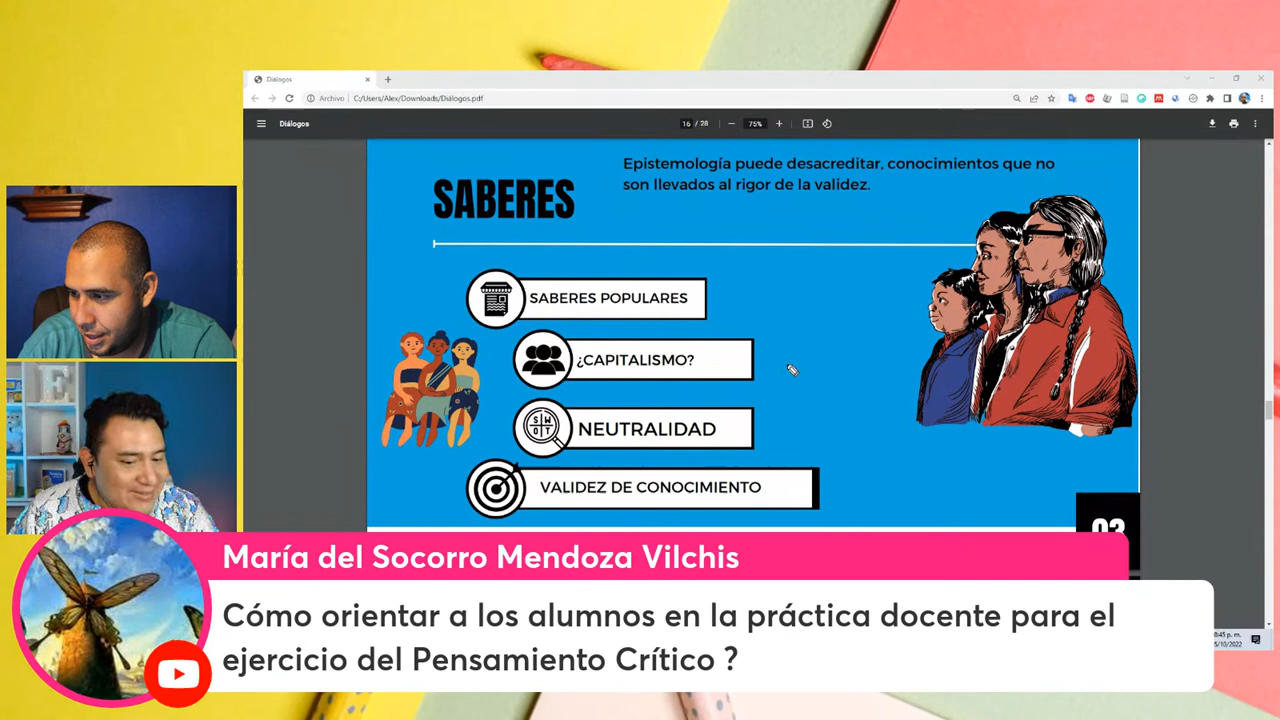 Diálogos
Archivo
C:/Users/Alex/Downloads/Diálogos.pdf
Diálogos
16 / 28
75%
SABERES
Epistemología puede desacreditar, conocimientos que no
son llevados al rigor de la validez.
SABERES POPULARES
¿CAPITALISMO?
S W
O T
NEUTRALIDAD
VALIDEZ DE CONOCIMIENTO
María del Socorro Mendoza Vilchis
Cómo orientar a los alumnos en la práctica docente para el
ejercicio del Pensamiento Crítico ?